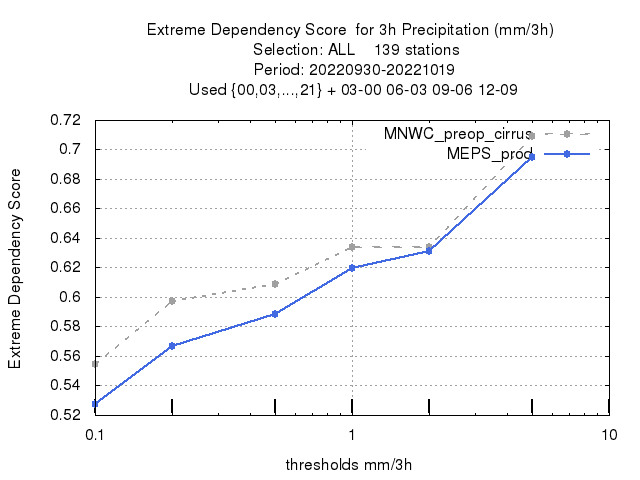 Extreme Dependency Score  for 3h Precipitation (mm/3h)
Selection: ALL    139 stations
Period: 20220930-20221019
Used {00,03,...,21} + 03-00 06-03 09-06 12-09
0.72
0.7
0.68
0.66
0.64
0.62
0.6
0.58
0.56
0.54
0.52
Extreme Dependency Score
MNWC_preop_cirrus
MEPS_prod
0.1
1
10
thresholds mm/3h